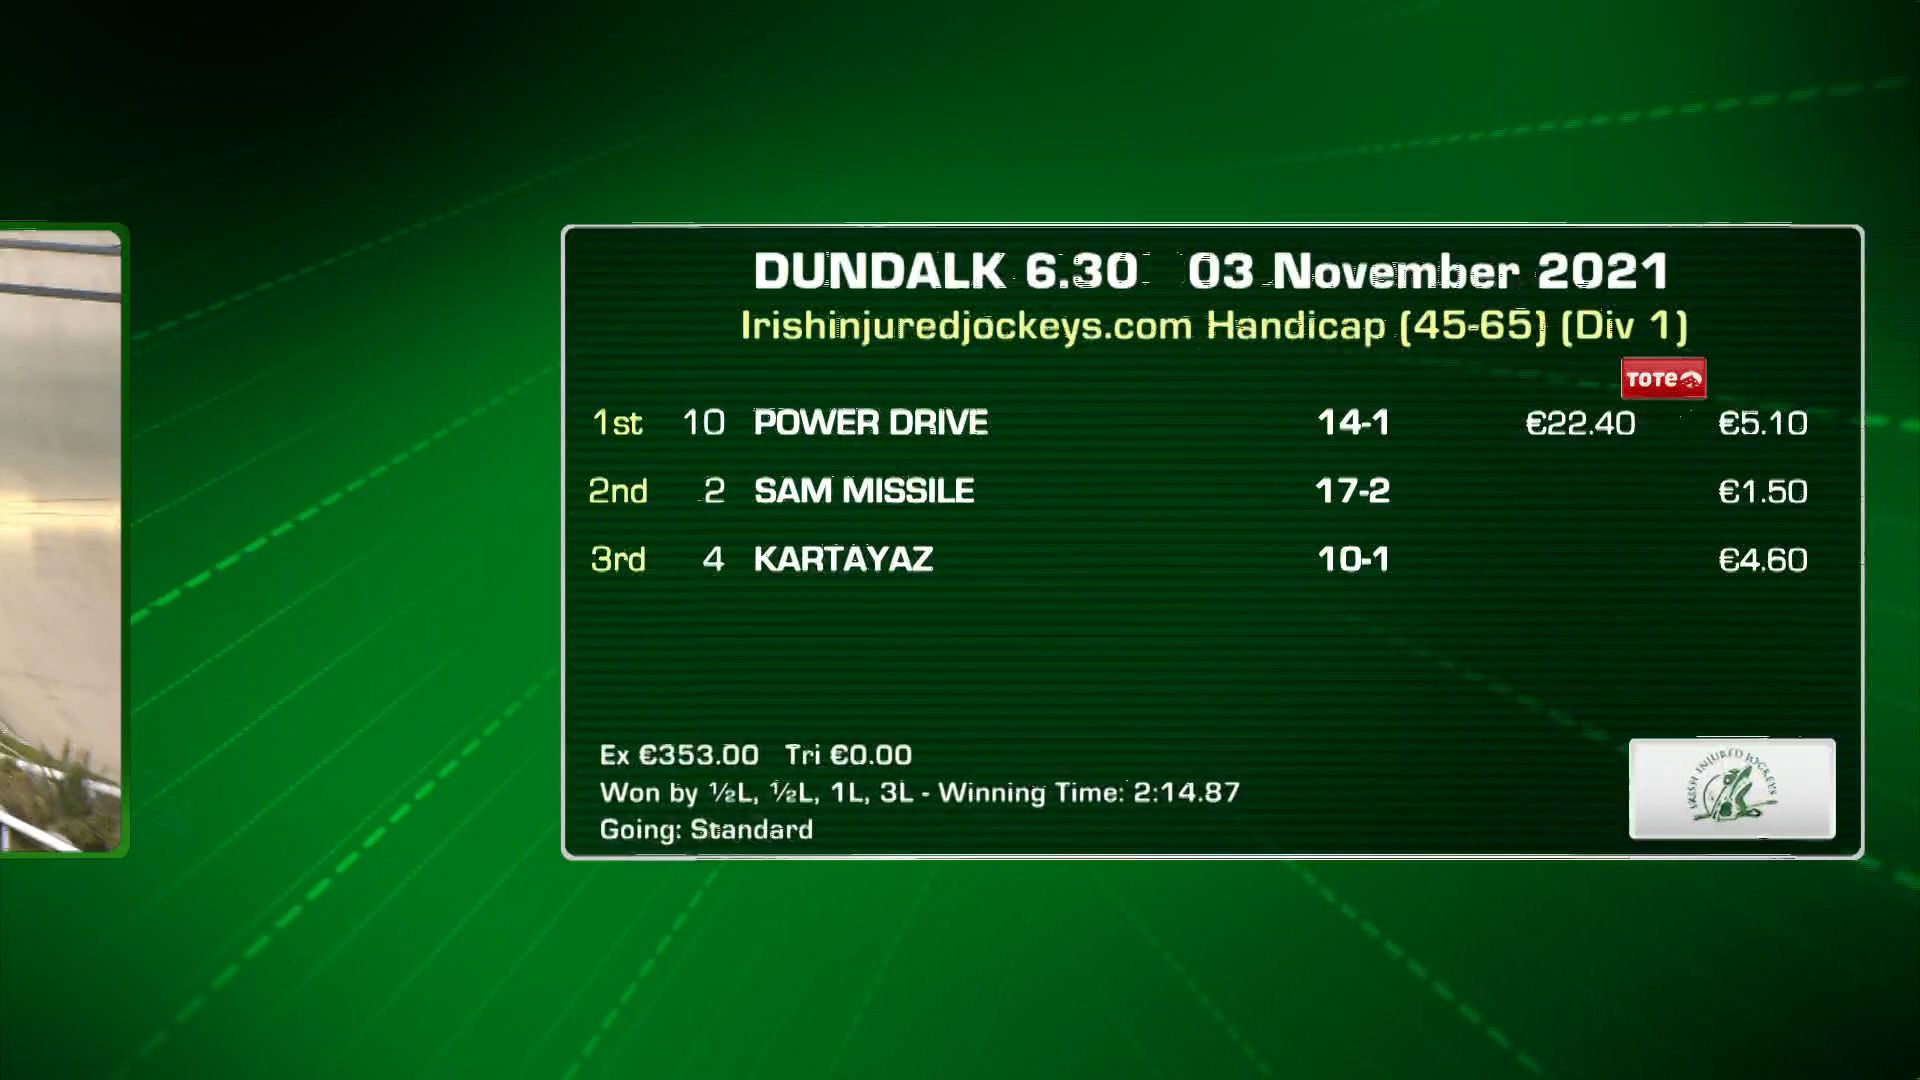 DUNDALK 6.30 03 November 2021
Irishinjuredjockeys.com Handicap (45-65) (Div 1)
TOTE
1st 10 POWER DRIVE 14-1 €22.40 €5.10
2nd 2 SAM MISSILE 17-2 €1.50
3rd 4 KARTAYAZ 10-1 €4.60
Ex €353.00 Tri €0.00
Won by ½L, ½L, 1L, 3L - Winning Time: 2:14.87
Going: Standard
IRISH INJURED JOCKEYS